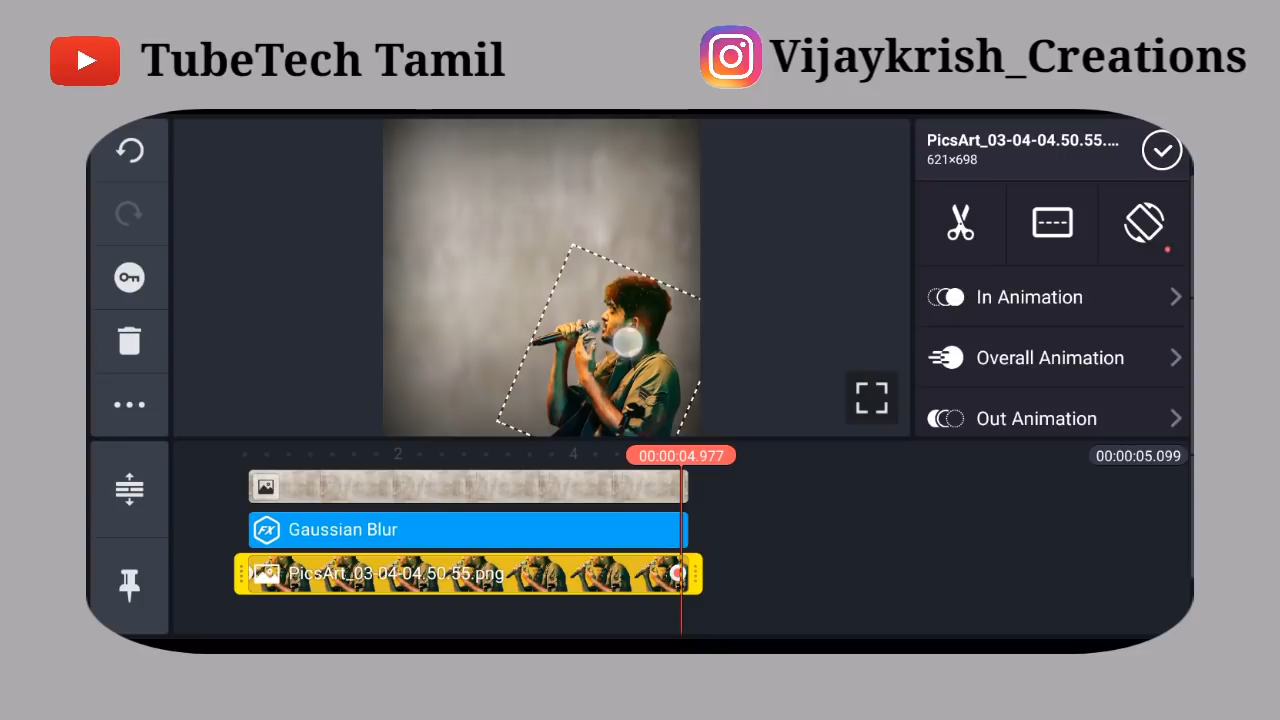 TubeTech Tamil
Vijaykrish_Creations
PicsArt_03-04-04.50.55....
621×698
In Animation
Overall Animation
Out Animation
2
4
00:00:04.977
00:00:05.099
FX Gaussian Blur
PicsArt_03-04-04.50.55.png